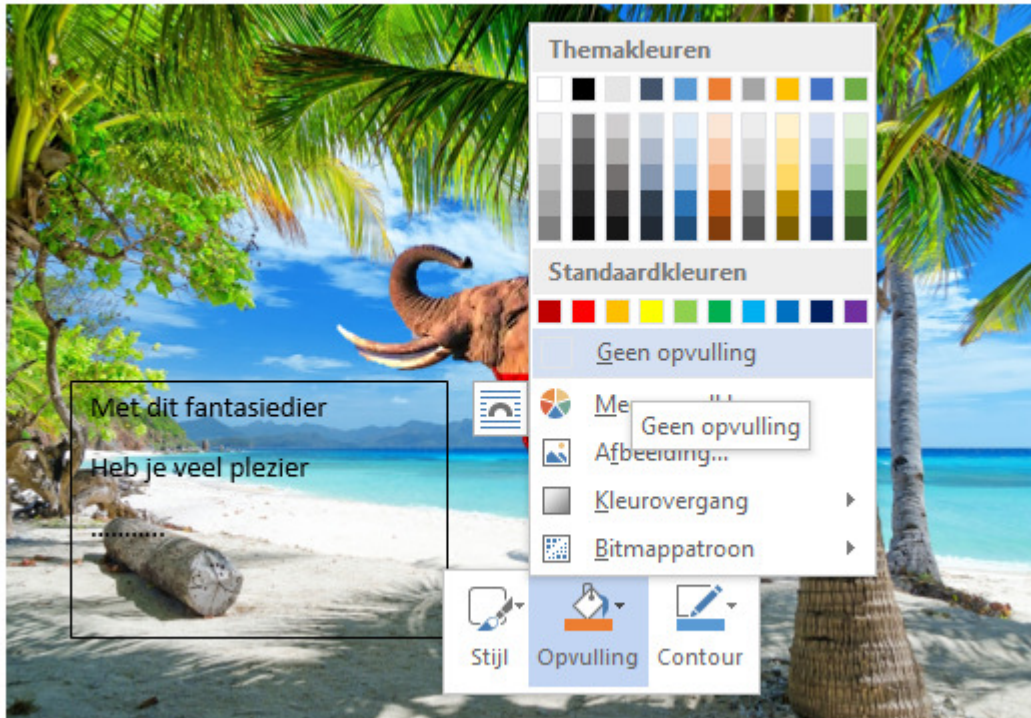 Themakleuren
Standaardkleuren
Geen opvulling
Me
Geen opvulling
Afbeelding...
Kleurovergang
Bitmappatroon
Met dit fantasiedier
Heb je veel plezier
...........
Stijl Opvulling Contour